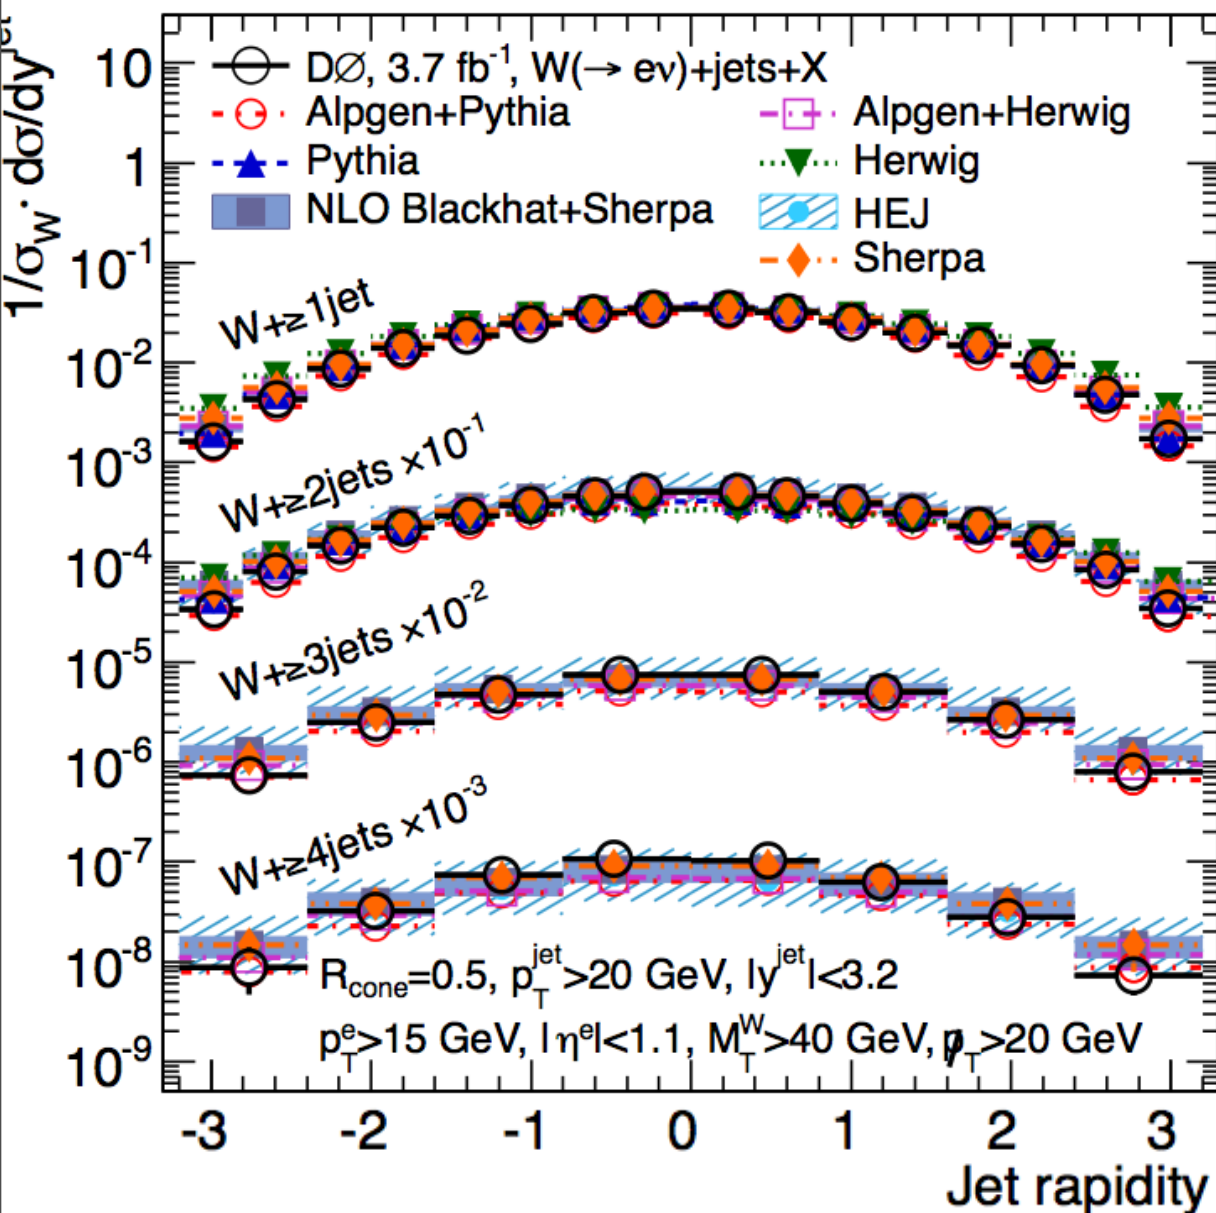 1/σ_W · dσ/dy^jet
10
1
10^-1
10^-2
10^-3
10^-4
10^-5
10^-6
10^-7
10^-8
10^-9
DØ, 3.7 fb^-1, W(→ eν)+jets+X
Alpgen+Pythia
Alpgen+Herwig
Pythia
Herwig
NLO Blackhat+Sherpa
HEJ
Sherpa
W+≥1jet
W+≥2jets ×10^-1
W+≥3jets ×10^-2
W+≥4jets ×10^-3
R_cone=0.5, p_T^jet>20 GeV, |y^jet|<3.2
p_T^e>15 GeV, |η^e|<1.1, M_T^W>40 GeV, p̸_T>20 GeV
-3 -2 -1 0 1 2 3
Jet rapidity